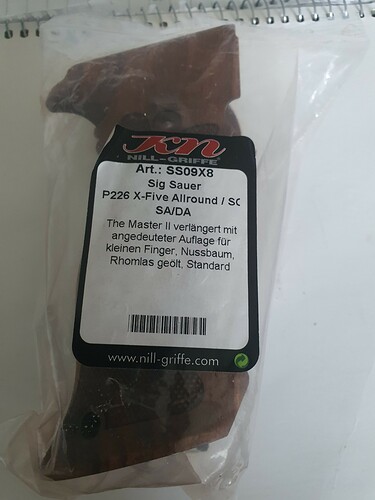 KN
NILL-GRIFFE®
Art.: SS09X8
Sig Sauer
P226 X-Five Allround / SC
SA/DA
The Master II verlängert mit
angedeuteter Auflage für
kleinen Finger, Nussbaum,
Rhomlas geölt, Standard
www.nill-griffe.com